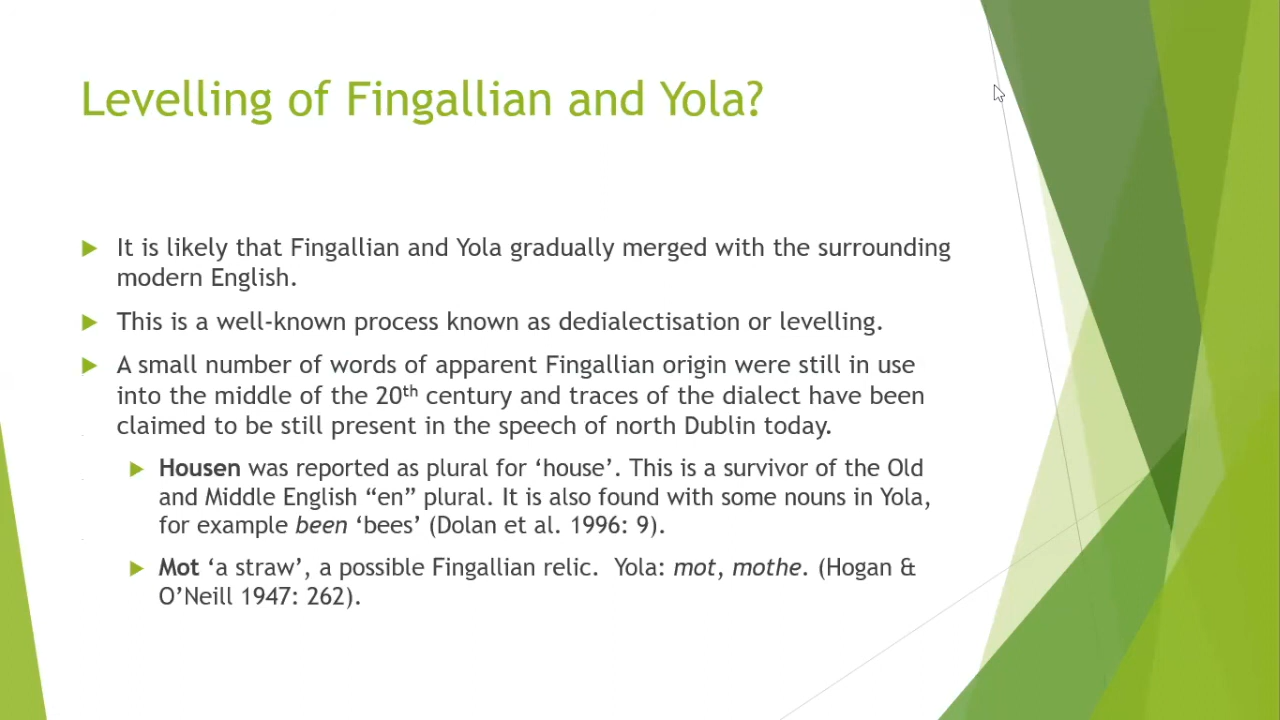 Levelling of Fingallian and Yola?
It is likely that Fingallian and Yola gradually merged with the surrounding
modern English.
This is a well-known process known as dedialectisation or levelling.
A small number of words of apparent Fingallian origin were still in use
into the middle of the 20th century and traces of the dialect have been
claimed to be still present in the speech of north Dublin today.
Housen was reported as plural for ‘house’. This is a survivor of the Old
and Middle English “en” plural. It is also found with some nouns in Yola,
for example been ‘bees’ (Dolan et al. 1996: 9).
Mot ‘a straw’, a possible Fingallian relic. Yola: mot, mothe. (Hogan &
O’Neill 1947: 262).